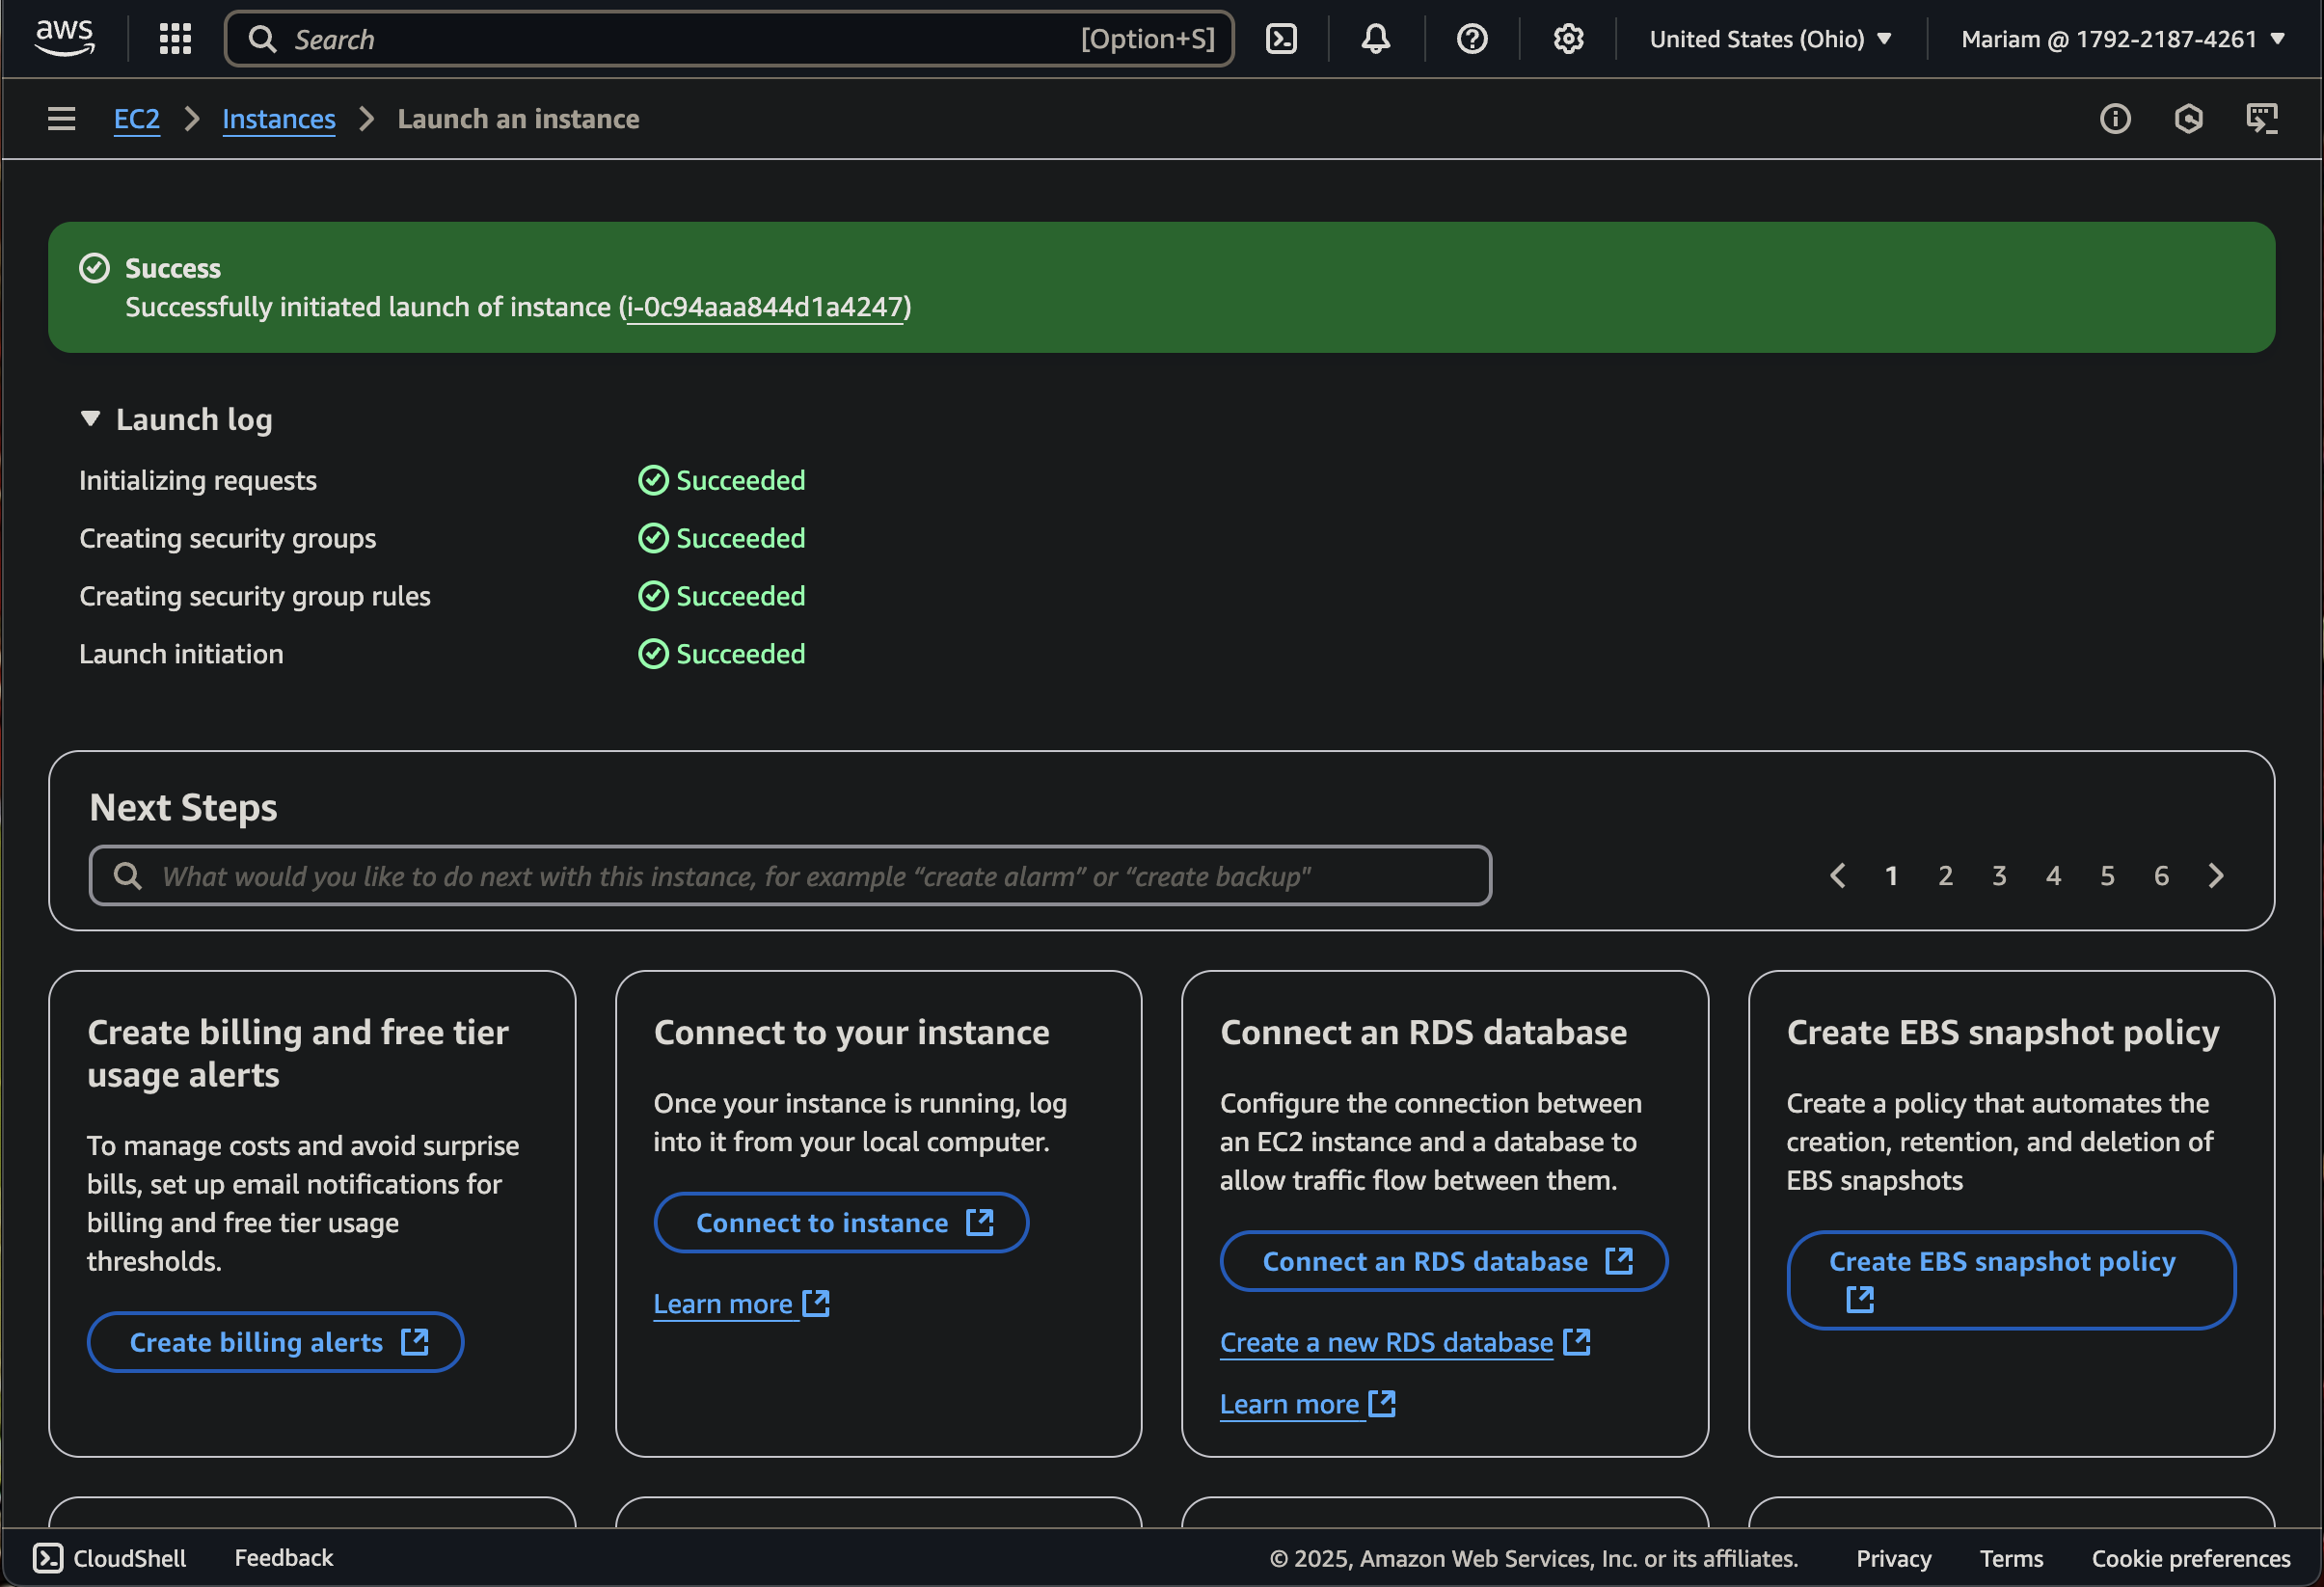 aws
Search [Option+S]
United States (Ohio)
Mariam @ 1792-2187-4261
EC2
Instances
Launch an instance
Success
Successfully initiated launch of instance (i-0c94aaa844d1a4247)
Launch log
Initializing requests Succeeded
Creating security groups Succeeded
Creating security group rules Succeeded
Launch initiation Succeeded
Next Steps
What would you like to do next with this instance, for example “create alarm” or “create backup"
1 2 3 4 5 6
Create billing and free tier
usage alerts
To manage costs and avoid surprise
bills, set up email notifications for
billing and free tier usage
thresholds.
Create billing alerts
Connect to your instance
Once your instance is running, log
into it from your local computer.
Connect to instance
Learn more
Connect an RDS database
Configure the connection between
an EC2 instance and a database to
allow traffic flow between them.
Connect an RDS database
Create a new RDS database
Learn more
Create EBS snapshot policy
Create a policy that automates the
creation, retention, and deletion of
EBS snapshots
Create EBS snapshot policy
CloudShell
Feedback
© 2025, Amazon Web Services, Inc. or its affiliates.
Privacy
Terms
Cookie preferences